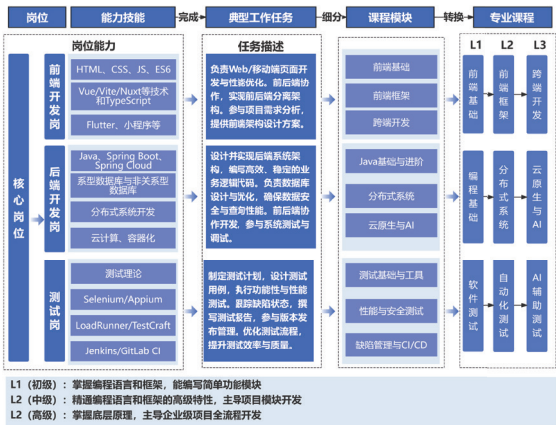 岗位
能力技能
完成
典型工作任务
细分
课程模块
转换
专业课程
核心岗位
前端开发岗
后端开发岗
测试岗
岗位能力
HTML、CSS、JS、ES6
Vue/Vite/Nuxt等技术
和TypeScript
Flutter、小程序等
Java、Spring Boot、
Spring Cloud
系型数据库与非关系型
数据库
分布式系统开发
云计算、容器化
测试理论
Selenium/Appium
LoadRunner/TestCraft
Jenkins/GitLab CI
任务描述
负责Web/移动端页面开
发与性能优化。前后端协
作，实现前后端分离架
构。参与项目需求分析，
提供前端架构设计方案。
设计并实现后端系统架
构，编写高效、稳定的业
务逻辑代码。负责数据库
设计与优化，确保数据安
全与查旬性能。前后端协
作开发，参与系统测试与
调试。
制定测试计划，设计测试
用例，丸行功能性与性能
测试。跟踪缺陷状态，撰
写测试报告，参与版本发
布管理，优化测试流程，
提升测试效率与质量。
前端基础
前端框架
跨端开发
Java基础与进阶
分布式系统
云原生与AI
测试基础与工具
性能与安全测试
缺陷管理与CI/CD
L1 L2 L3
前端基础
前端框架
跨端开发
编程基础
分布式系统
云原生与AI
软件测试
自动化测试
AI辅助测试
L1（初级）：掌握编程语言和框架，能编写简单功能模块
L2（中级）：精通编程语言和框架的高级特性，主导项目模块开发
L2（高级）：掌握底层原理，主导企业级项目全流程开发